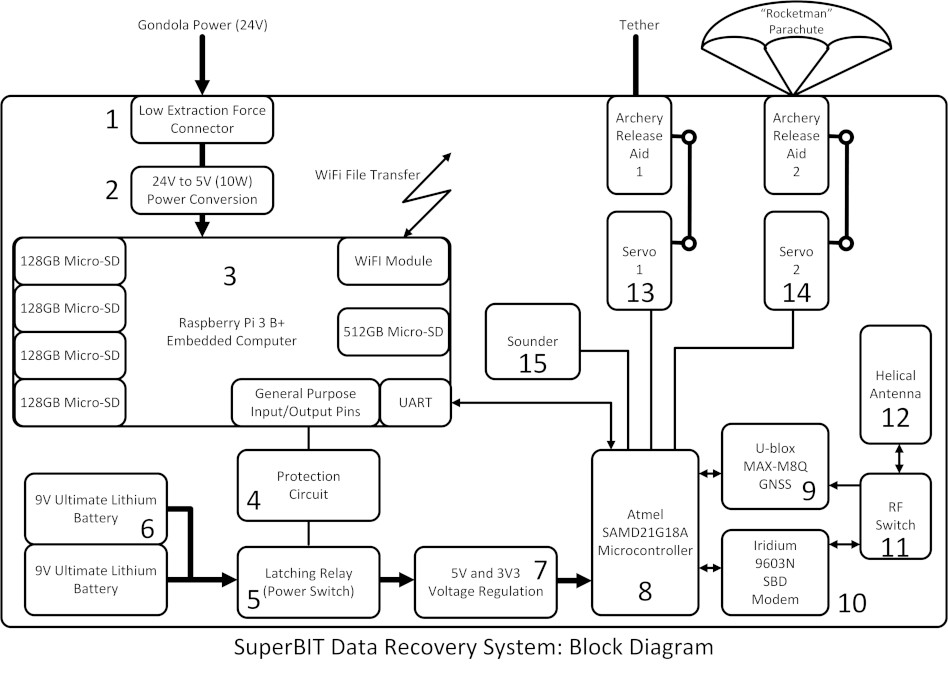 Gondola Power (24V)
Tether
"Rocketman"
Parachute
1
Low Extraction Force
Connector
2
24V to 5V (10W)
Power Conversion
WiFi File Transfer
Archery
Release
Aid
1
Archery
Release
Aid
2
128GB Micro-SD
128GB Micro-SD
128GB Micro-SD
128GB Micro-SD
3
Raspberry Pi 3 B+
Embedded Computer
WiFI Module
512GB Micro-SD
General Purpose
Input/Output Pins
UART
Servo
1
13
Servo
2
14
Sounder
15
Helical
Antenna
12
Protection
Circuit
4
9V Ultimate Lithium
Battery
6
9V Ultimate Lithium
Battery
Latching Relay
(Power Switch)
5
5V and 3V3
Voltage Regulation
7
Atmel
SAMD21G18A
Microcontroller
8
U-blox
MAX-M8Q
GNSS
9
RF
Switch
11
Iridium
9603N
SBD
Modem
10
SuperBIT Data Recovery System: Block Diagram